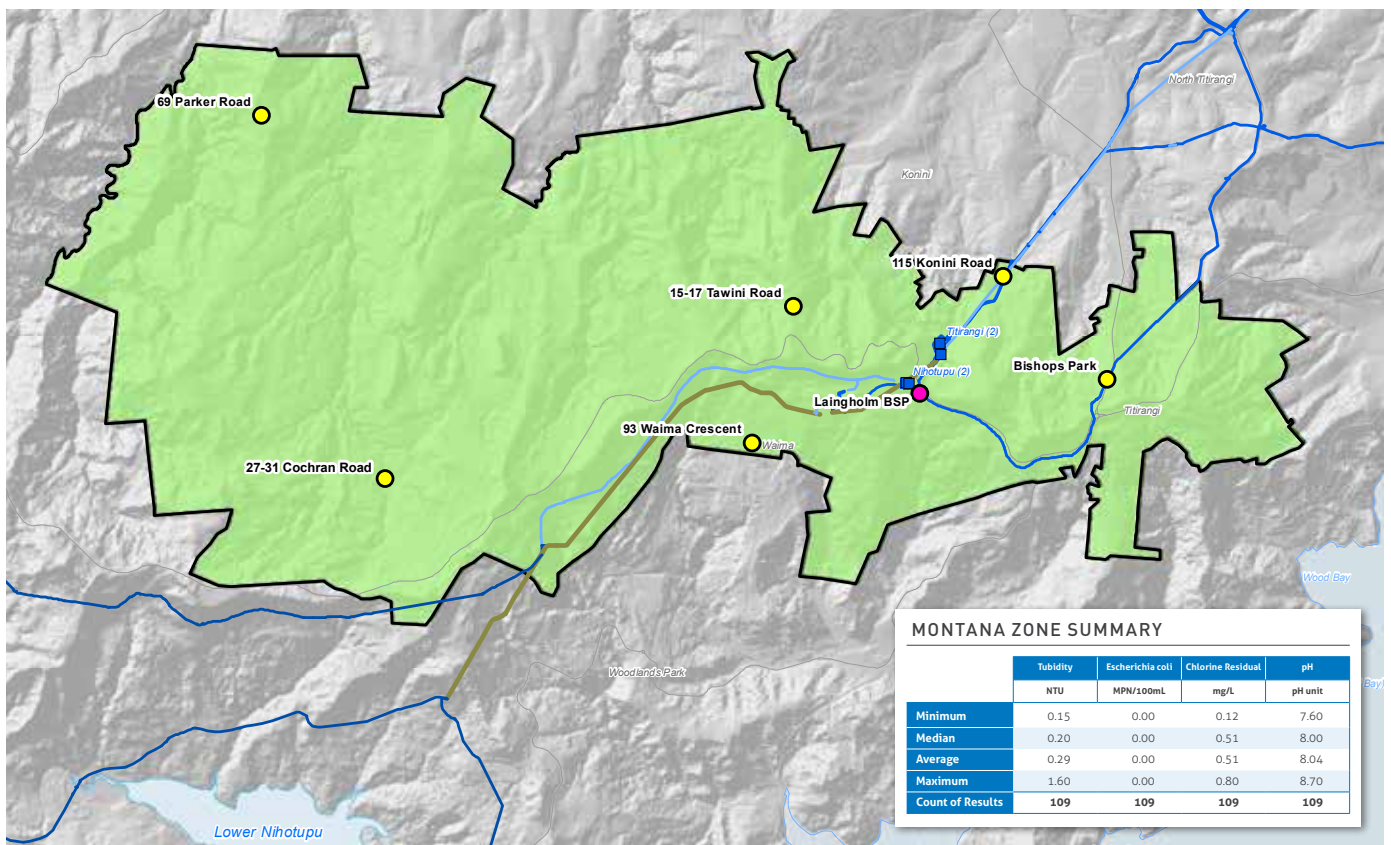 North Titirangi
69 Parker Road
Konini
115 Konini Road
15-17 Tawini Road
Titirangi (2)
Bishops Park
Nihotupu (2)
Laingholm BSP
Titirangi
93 Waima Crescent
Waima
27-31 Cochran Road
Wood Bay
Woodlands Park
Bay
Lower Nihotupu
MONTANA ZONE SUMMARY
Tubidity Escherichia coli Chlorine Residual pH
NTU MPN/100mL mg/L pH unit
Minimum 0.15 0.00 0.12 7.60
Median 0.20 0.00 0.51 8.00
Average 0.29 0.00 0.51 8.04
Maximum 1.60 0.00 0.80 8.70
Count of Results 109 109 109 109